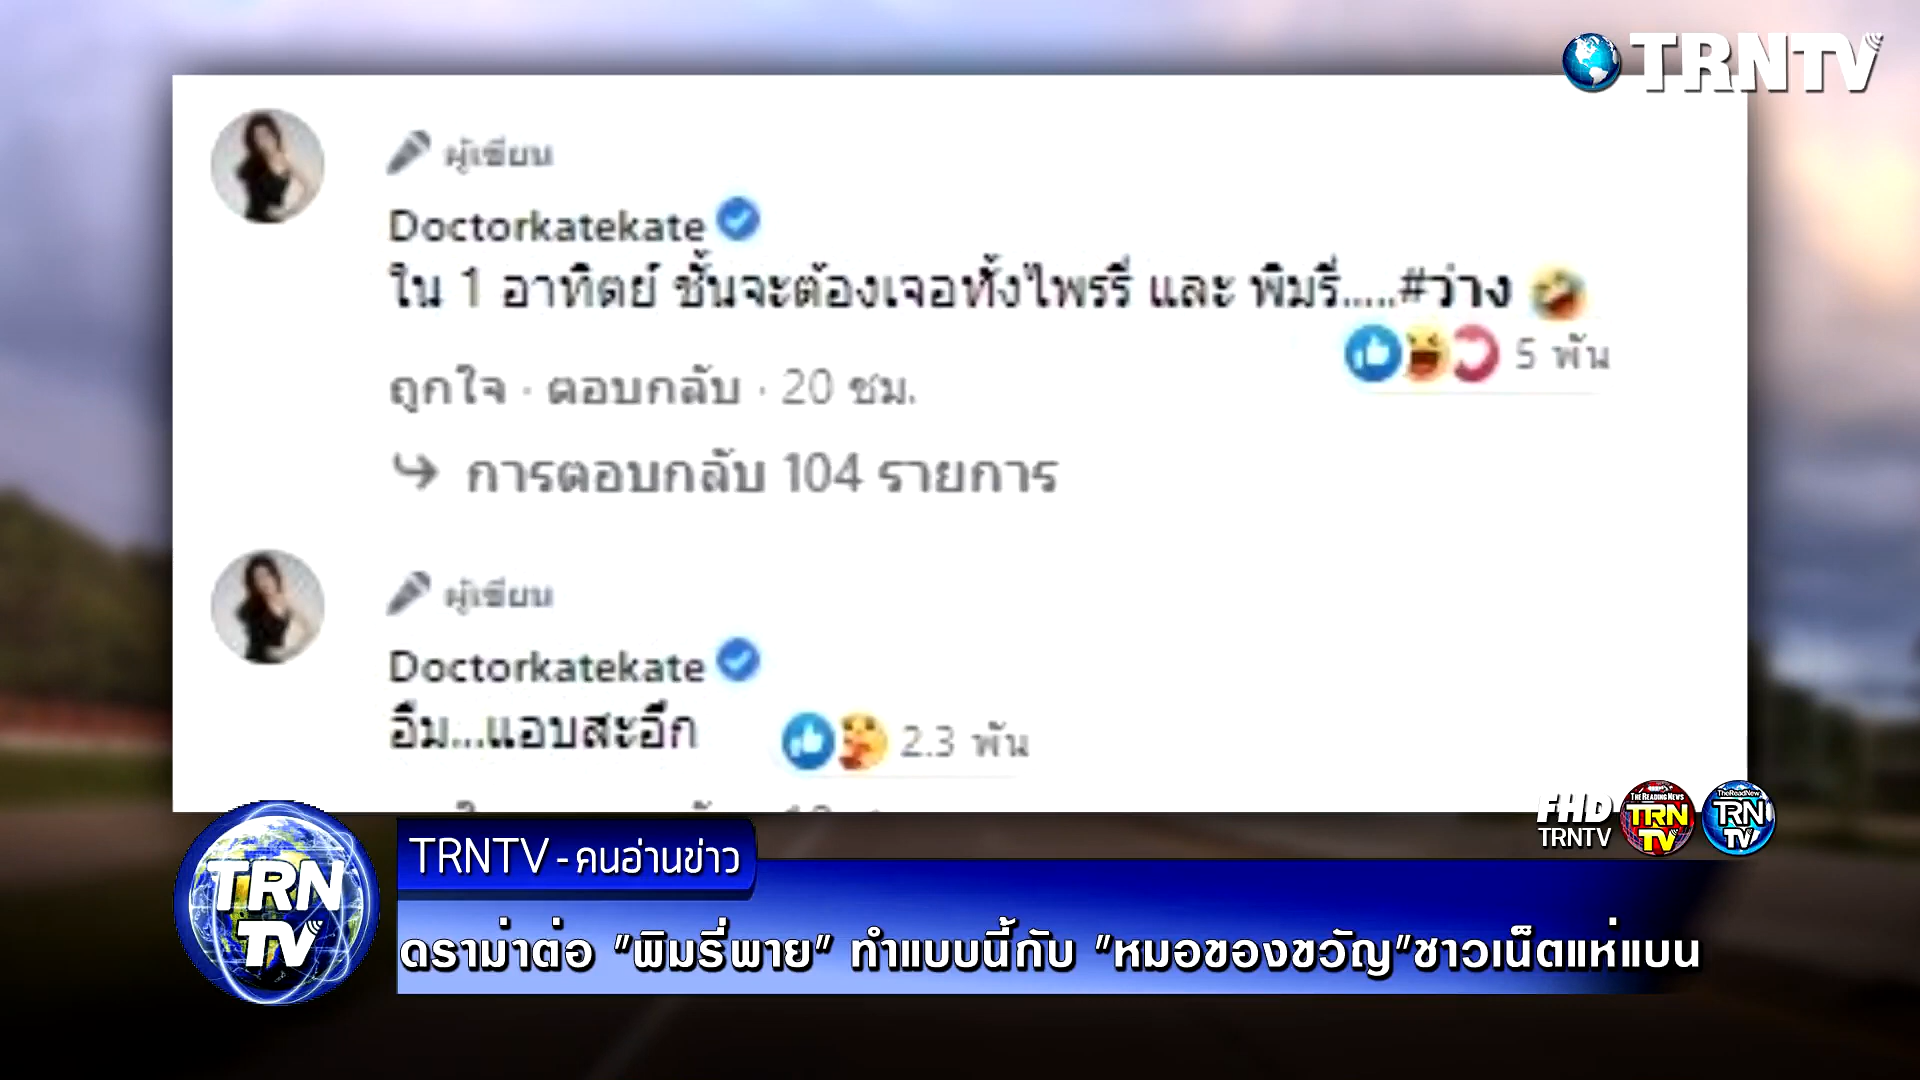 TRNTV
ผู้เขียน
Doctorkatekate
ใน 1 อาทิตย์ ชั้นจะต้องเจอทั้งไพรรี่ และ พิมรี่.....#ว่าง
5 พัน
ถูกใจ · ตอบกลับ · 20 ชม.
การตอบกลับ 104 รายการ
ผู้เขียน
Doctorkatekate
อืม...แอบสะอึก
2.3 พัน
FHD
TRNTV
THE READING NEWS
TRN
TV
TheReadNew
TRN
TV
TRN
TV
TRNTV - คนอ่านข่าว
ดราม่าต่อ "พิมรี่พาย" ทำแบบนี้กับ "หมอของขวัญ"ชาวเน็ตแห่แบน